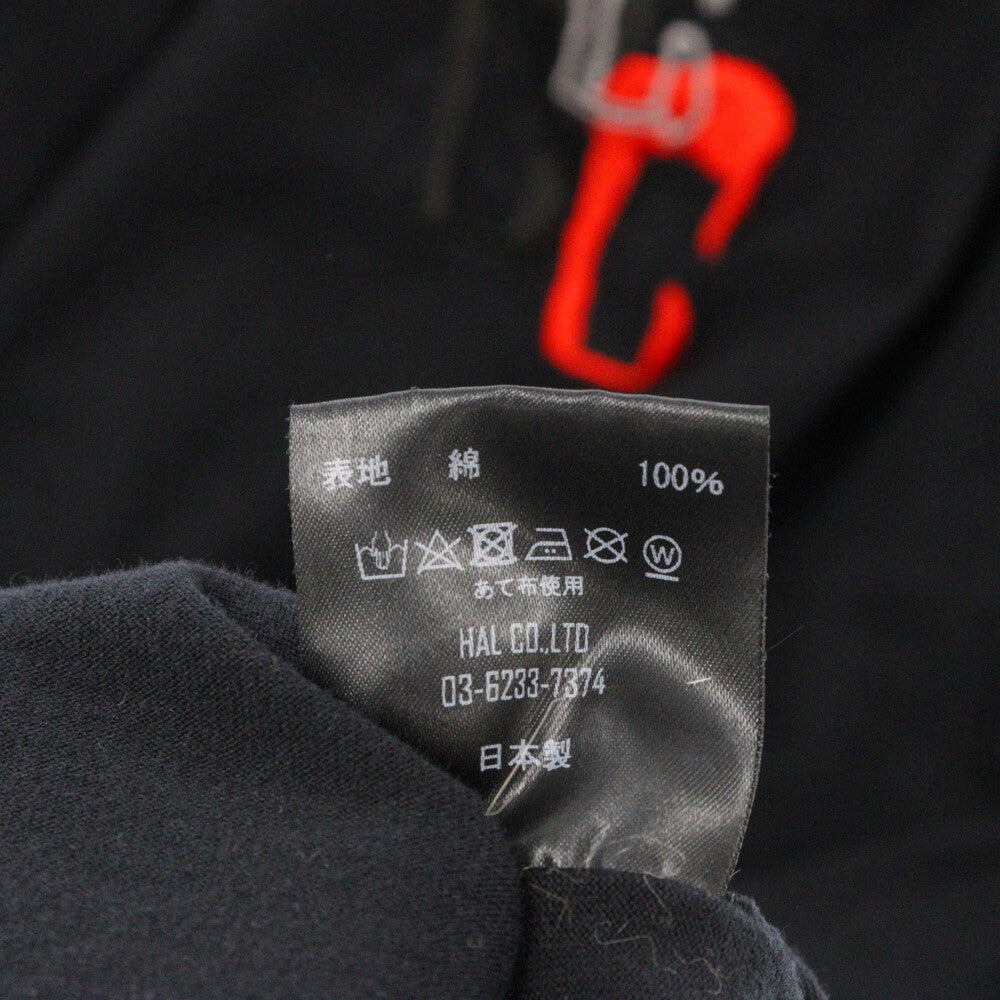 表地 綿 100%
W
あて布使用
HAL CO.,LTD
03-6233-7374
日本製